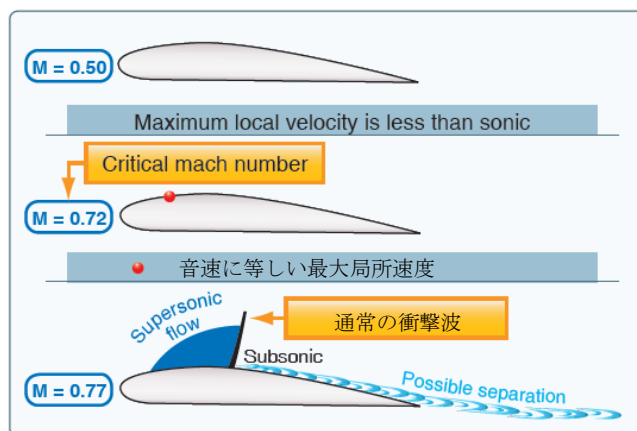 M = 0.50
Maximum local velocity is less than sonic
Critical mach number
M = 0.72
音速に等しい最大局所速度
Supersonic
flow
通常の衝撃波
Subsonic
Possible separation
M = 0.77